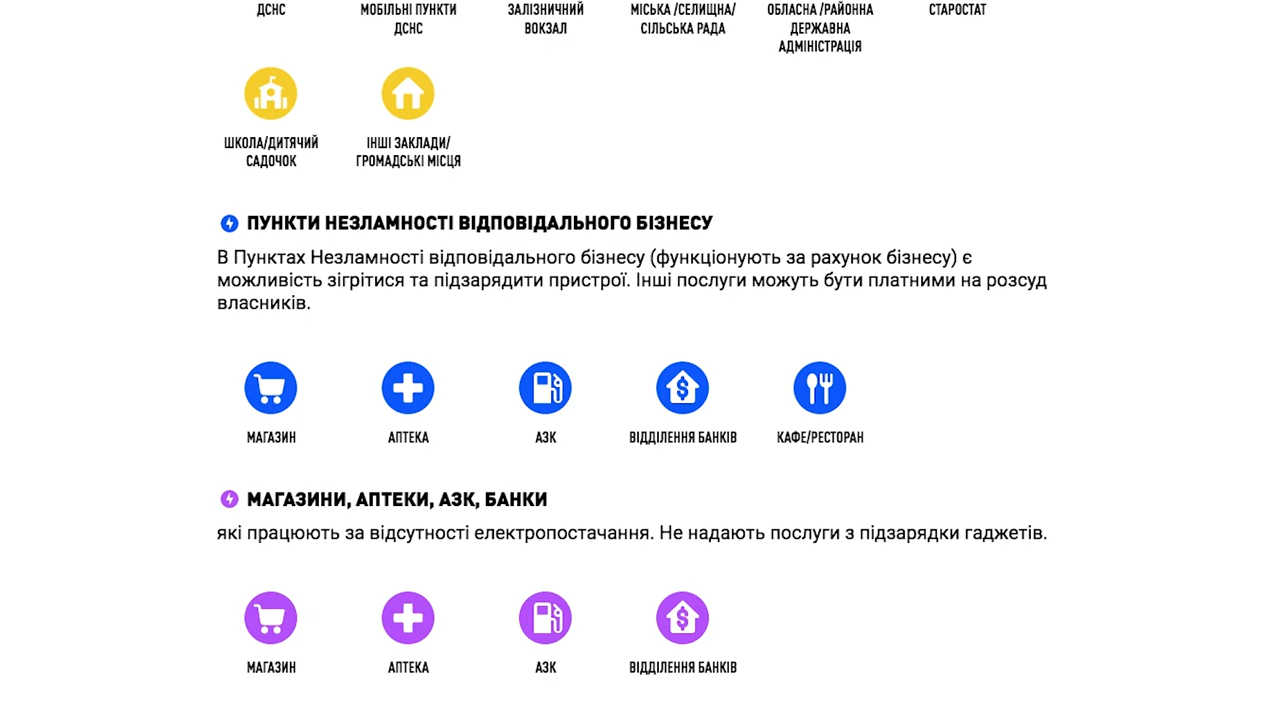 ДСНС
МОБІЛЬНІ ПУНКТИ
ДСНС
ЗАЛІЗНИЧНИЙ
ВОКЗАЛ
МІСЬКА /СЕЛИЩНА/
СІЛЬСЬКА РАДА
ОБЛАСНА /РАЙОННА
ДЕРЖАВНА
АДМІНІСТРАЦІЯ
СТАРОСТАТ
ШКОЛА/ДИТЯЧИЙ
САДОЧОК
ІНШІ ЗАКЛАДИ/
ГРОМАДСЬКІ МІСЦЯ
ПУНКТИ НЕЗЛАМНОСТІ ВІДПОВІДАЛЬНОГО БІЗНЕСУ
В Пунктах Незламності відповідального бізнесу (функціонують за рахунок бізнесу) є
можливість зігрітися та підзарядити пристрої. Інші послуги можуть бути платними на розсуд
власників.
МАГАЗИН
АПТЕКА
АЗК
ВІДДІЛЕННЯ БАНКІВ
КАФЕ/РЕСТОРАН
МАГАЗИНИ, АПТЕКИ, АЗК, БАНКИ
які працюють за відсутності електропостачання. Не надають послуги з підзарядки гаджетів.
МАГАЗИН
АПТЕКА
АЗК
ВІДДІЛЕННЯ БАНКІВ